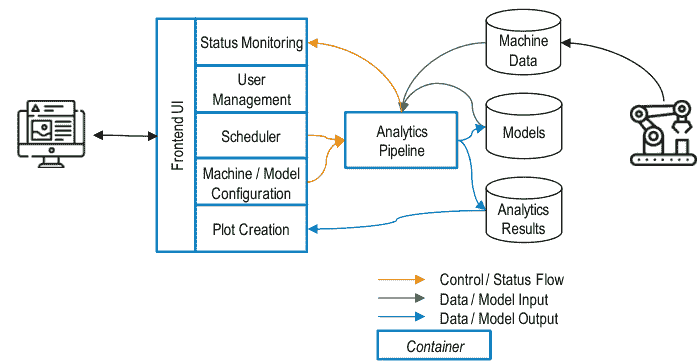 Frontend UI
Status Monitoring
User
Management
Scheduler
Machine / Model
Configuration
Plot Creation
Analytics
Pipeline
Machine
Data
Models
Analytics
Results
Control / Status Flow
Data / Model Input
Data / Model Output
Container